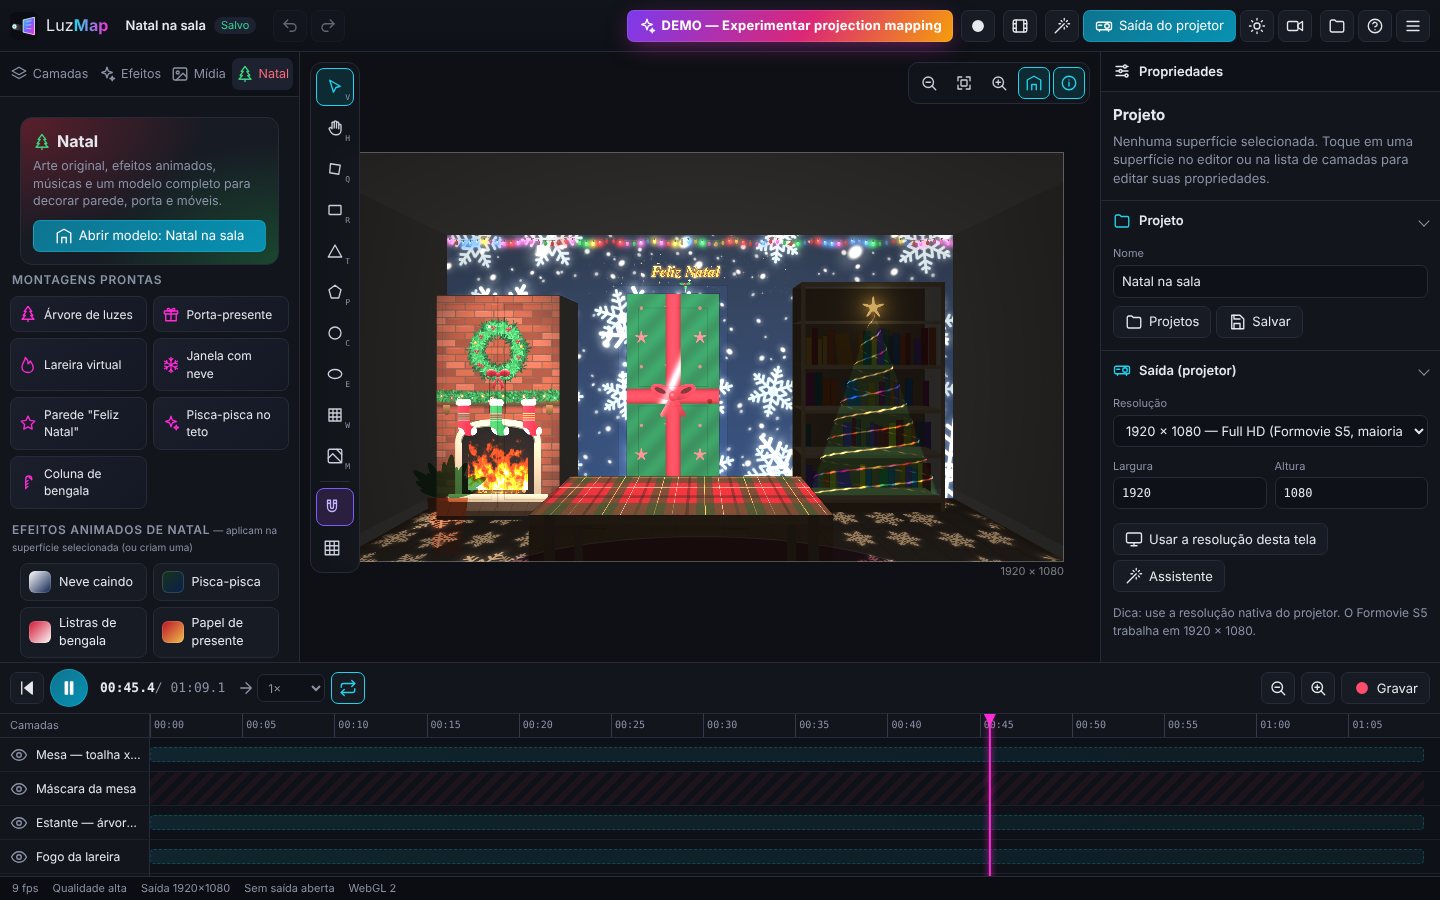 LuzMap
Natal na sala
Salvo
DEMO — Experimentar projection mapping
Saída do projetor
Camadas
Efeitos
Mídia
Natal
Natal
Arte original, efeitos animados,
músicas e um modelo completo para
decorar parede, porta e móveis.
Abrir modelo: Natal na sala
MONTAGENS PRONTAS
Árvore de luzes
Porta-presente
Lareira virtual
Janela com
neve
Parede "Feliz
Natal"
Pisca-pisca no
teto
Coluna de
bengala
EFEITOS ANIMADOS DE NATAL — aplicam na
superfície selecionada (ou criam uma)
Neve caindo
Pisca-pisca
Listras de
bengala
Papel de
presente
V
H
Q
R
T
P
C
E
W
M
Feliz Natal
1920 × 1080
Propriedades
Projeto
Nenhuma superfície selecionada. Toque em uma
superfície no editor ou na lista de camadas para
editar suas propriedades.
Projeto
Nome
Natal na sala
Projetos
Salvar
Saída (projetor)
Resolução
1920 × 1080 — Full HD (Formovie S5, maioria
Largura
Altura
1920
1080
Usar a resolução desta tela
Assistente
Dica: use a resolução nativa do projetor. O Formovie S5
trabalha em 1920 × 1080.
00:45.4/ 01:09.1
1×
Gravar
Camadas
00:00
00:05
00:10
00:15
00:20
00:25
00:30
00:35
00:40
00:45
00:50
00:55
01:00
01:05
Mesa — toalha x...
Máscara da mesa
Estante — árvor...
Fogo da lareira
9 fps
Qualidade alta
Saída 1920×1080
Sem saída aberta
WebGL 2